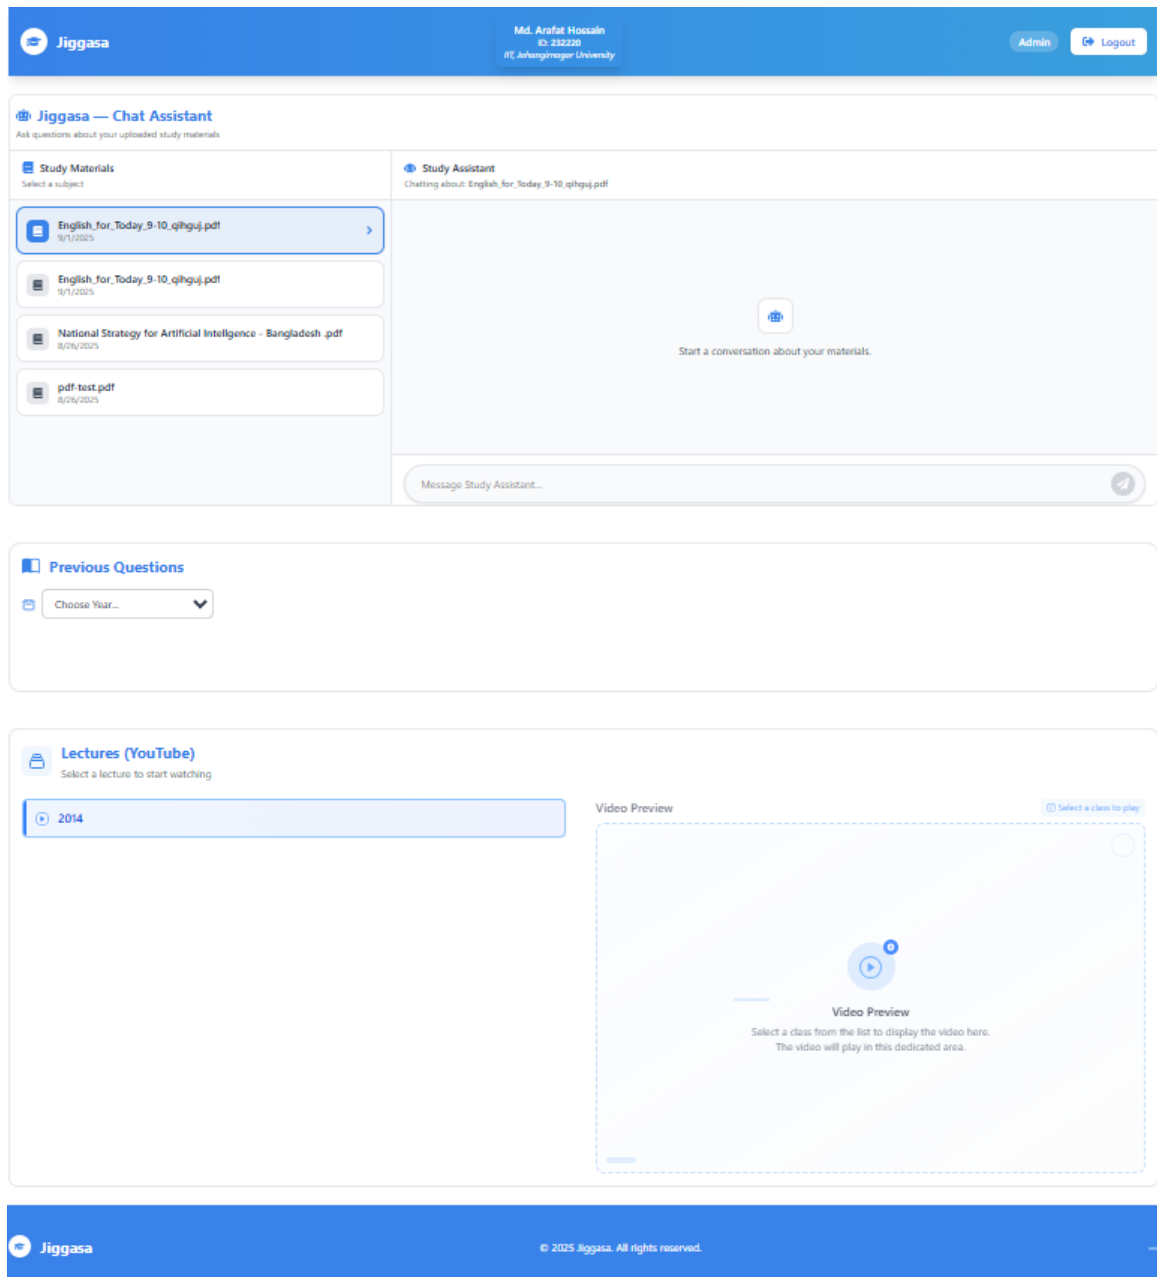 Jiggasa
Md. Arafat Hossain
ID: 232220
IIT, Jahangirnagar University
Admin
Logout
Jiggasa — Chat Assistant
Ask questions about your uploaded study materials
Study Materials
Select a subject
English_for_Today_9-10_qihguj.pdf
9/1/2025
English_for_Today_9-10_qihguj.pdf
9/1/2025
National Strategy for Artificial Intellgence - Bangladesh .pdf
8/26/2025
pdf-test.pdf
8/26/2025
Study Assistant
Chatting about: English_for_Today_9-10_qihguj.pdf
Start a conversation about your materials.
Message Study Assistant...
Previous Questions
Choose Year...
Lectures (YouTube)
Select a lecture to start watching
2014
Video Preview
Select a class to play
Video Preview
Select a class from the list to display the video here.
The video will play in this dedicated area.
Jiggasa
© 2025 Jiggasa. All rights reserved.